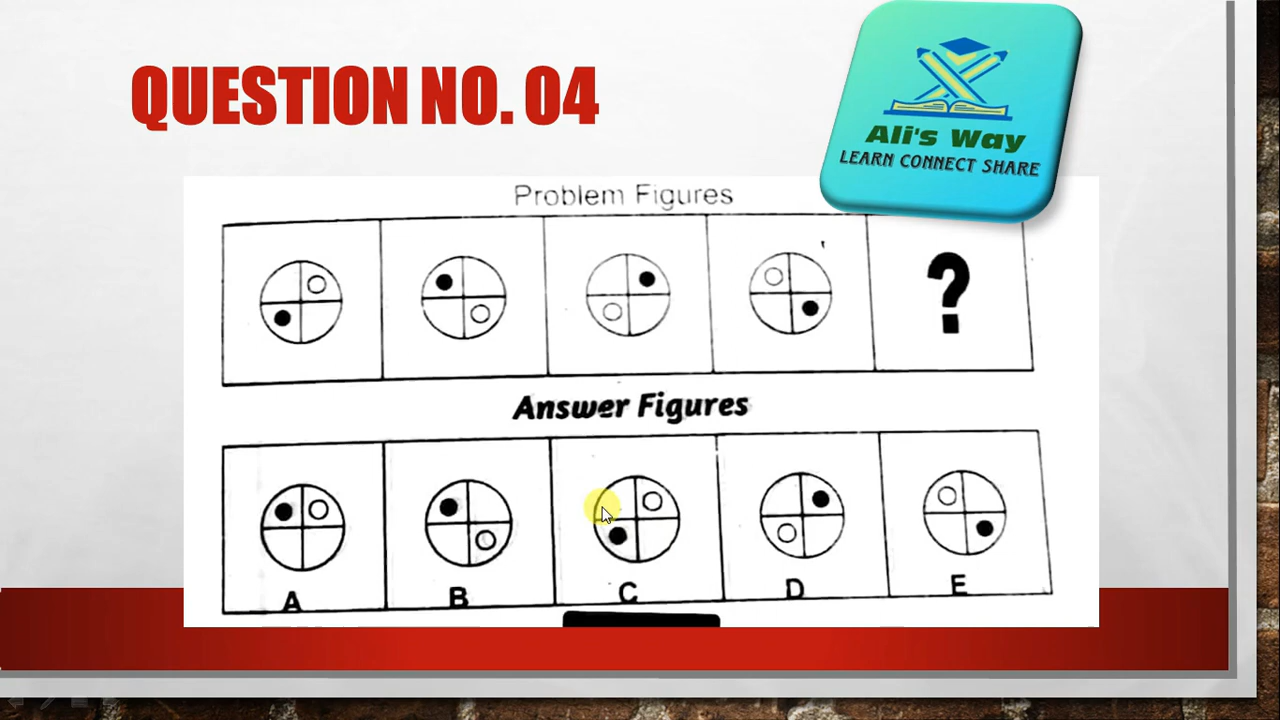 QUESTION NO. 04
Ali's Way
LEARN CONNECT SHARE
Problem Figures
?
Answer Figures
A B C D E